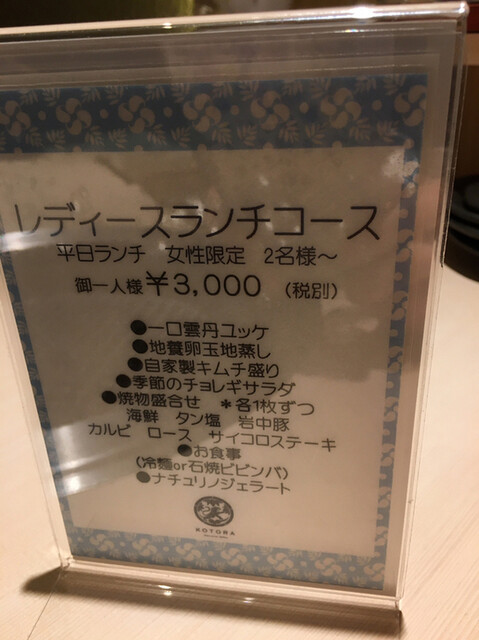 レディースランチコース
平日ランチ 女性限定 2名様～
御一人様￥3,000 (税別)
●一口雲丹ユッケ
●地養卵玉地蒸し
●自家製キムチ盛り
●季節のチョレギサラダ
●焼物盛合せ ＊各1枚ずつ
海鮮 タン塩 岩中豚
カルビ ロース サイコロステーキ
●お食事
(冷麺or石焼ビビンバ)
●ナチュリノジェラート
KOTORA